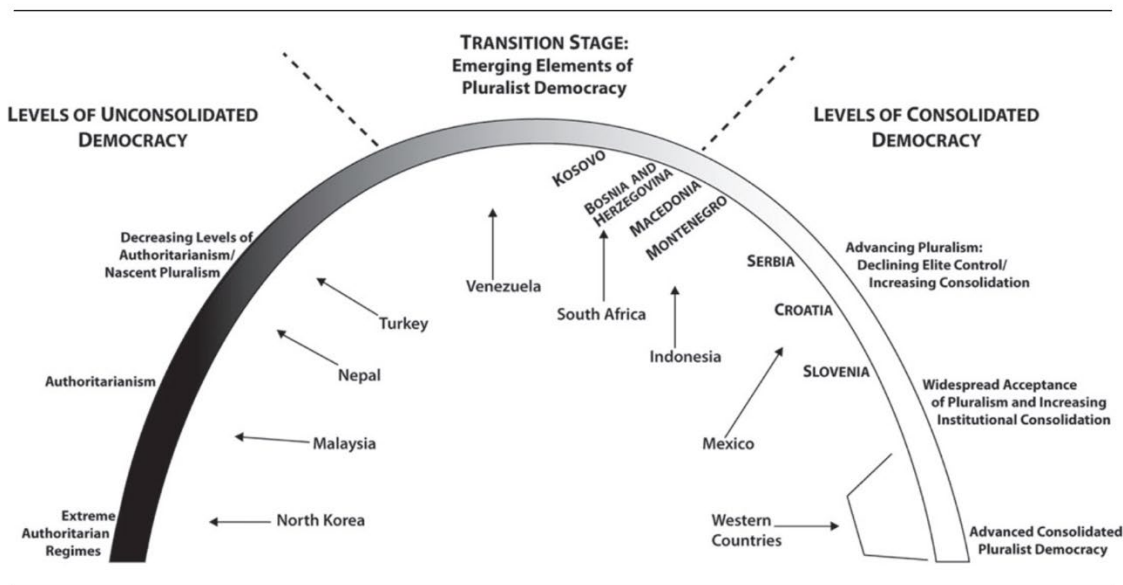 TRANSITION STAGE:
Emerging Elements of
Pluralist Democracy
LEVELS OF UNCONSOLIDATED
DEMOCRACY
LEVELS OF CONSOLIDATED
DEMOCRACY
KOSOVO
BOSNIA AND
HERZEGOVINA
MACEDONIA
MONTENEGRO
SERBIA
CROATIA
SLOVENIA
Decreasing Levels of
Authoritarianism/
Nascent Pluralism
Authoritarianism
Extreme
Authoritarian
Regimes
Advancing Pluralism:
Declining Elite Control/
Increasing Consolidation
Widespread Acceptance
of Pluralism and Increasing
Institutional Consolidation
Advanced Consolidated
Pluralist Democracy
Venezuela
South Africa
Turkey
Indonesia
Nepal
Malaysia
Mexico
North Korea
Western
Countries